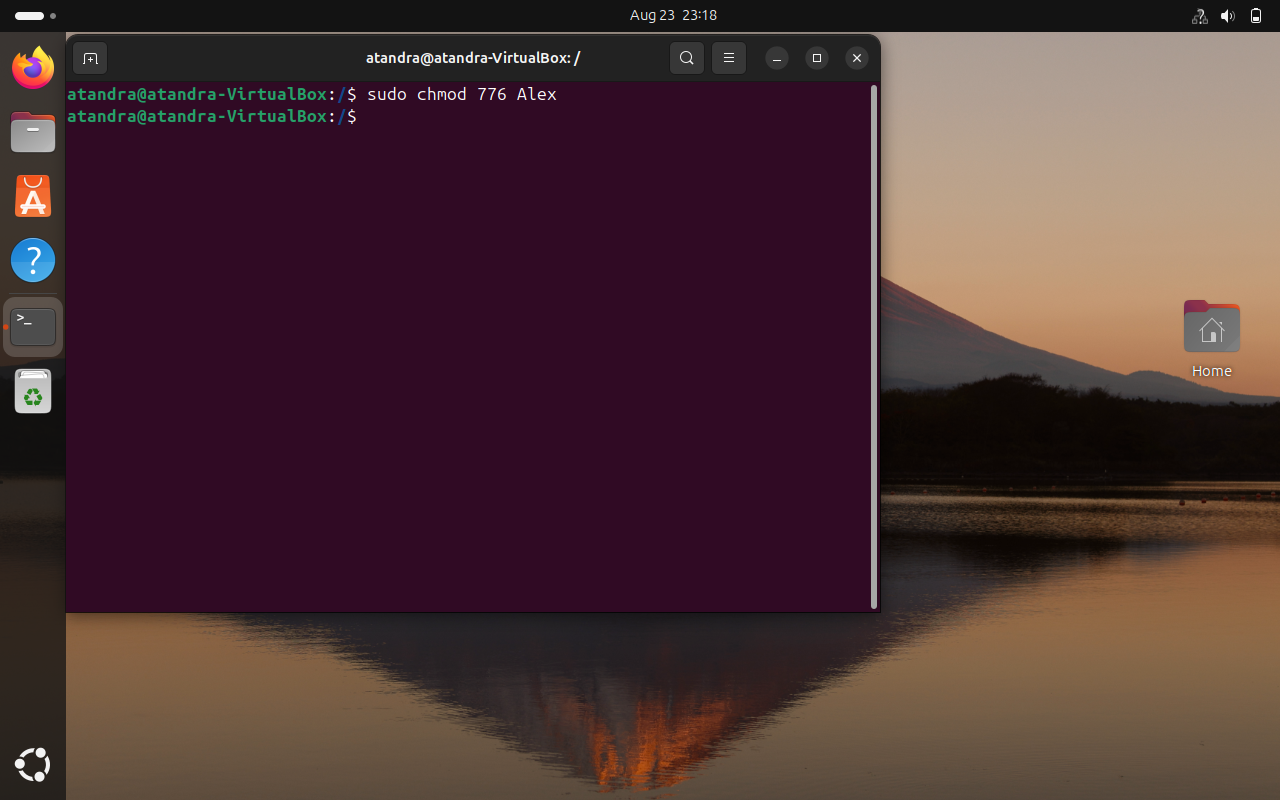 Aug 23 23:18
atandra@atandra-VirtualBox: /
atandra@atandra-VirtualBox:/$ sudo chmod 776 Alex
atandra@atandra-VirtualBox:/$
Home